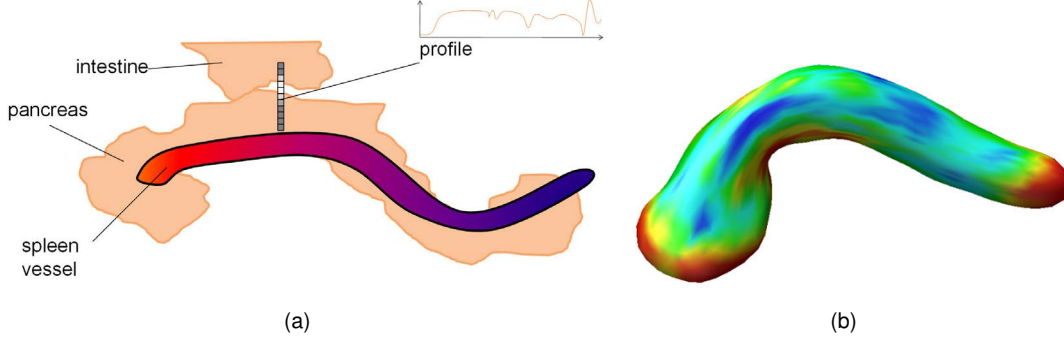 profile
intestine
pancreas
spleen
vessel
(a)
(b)